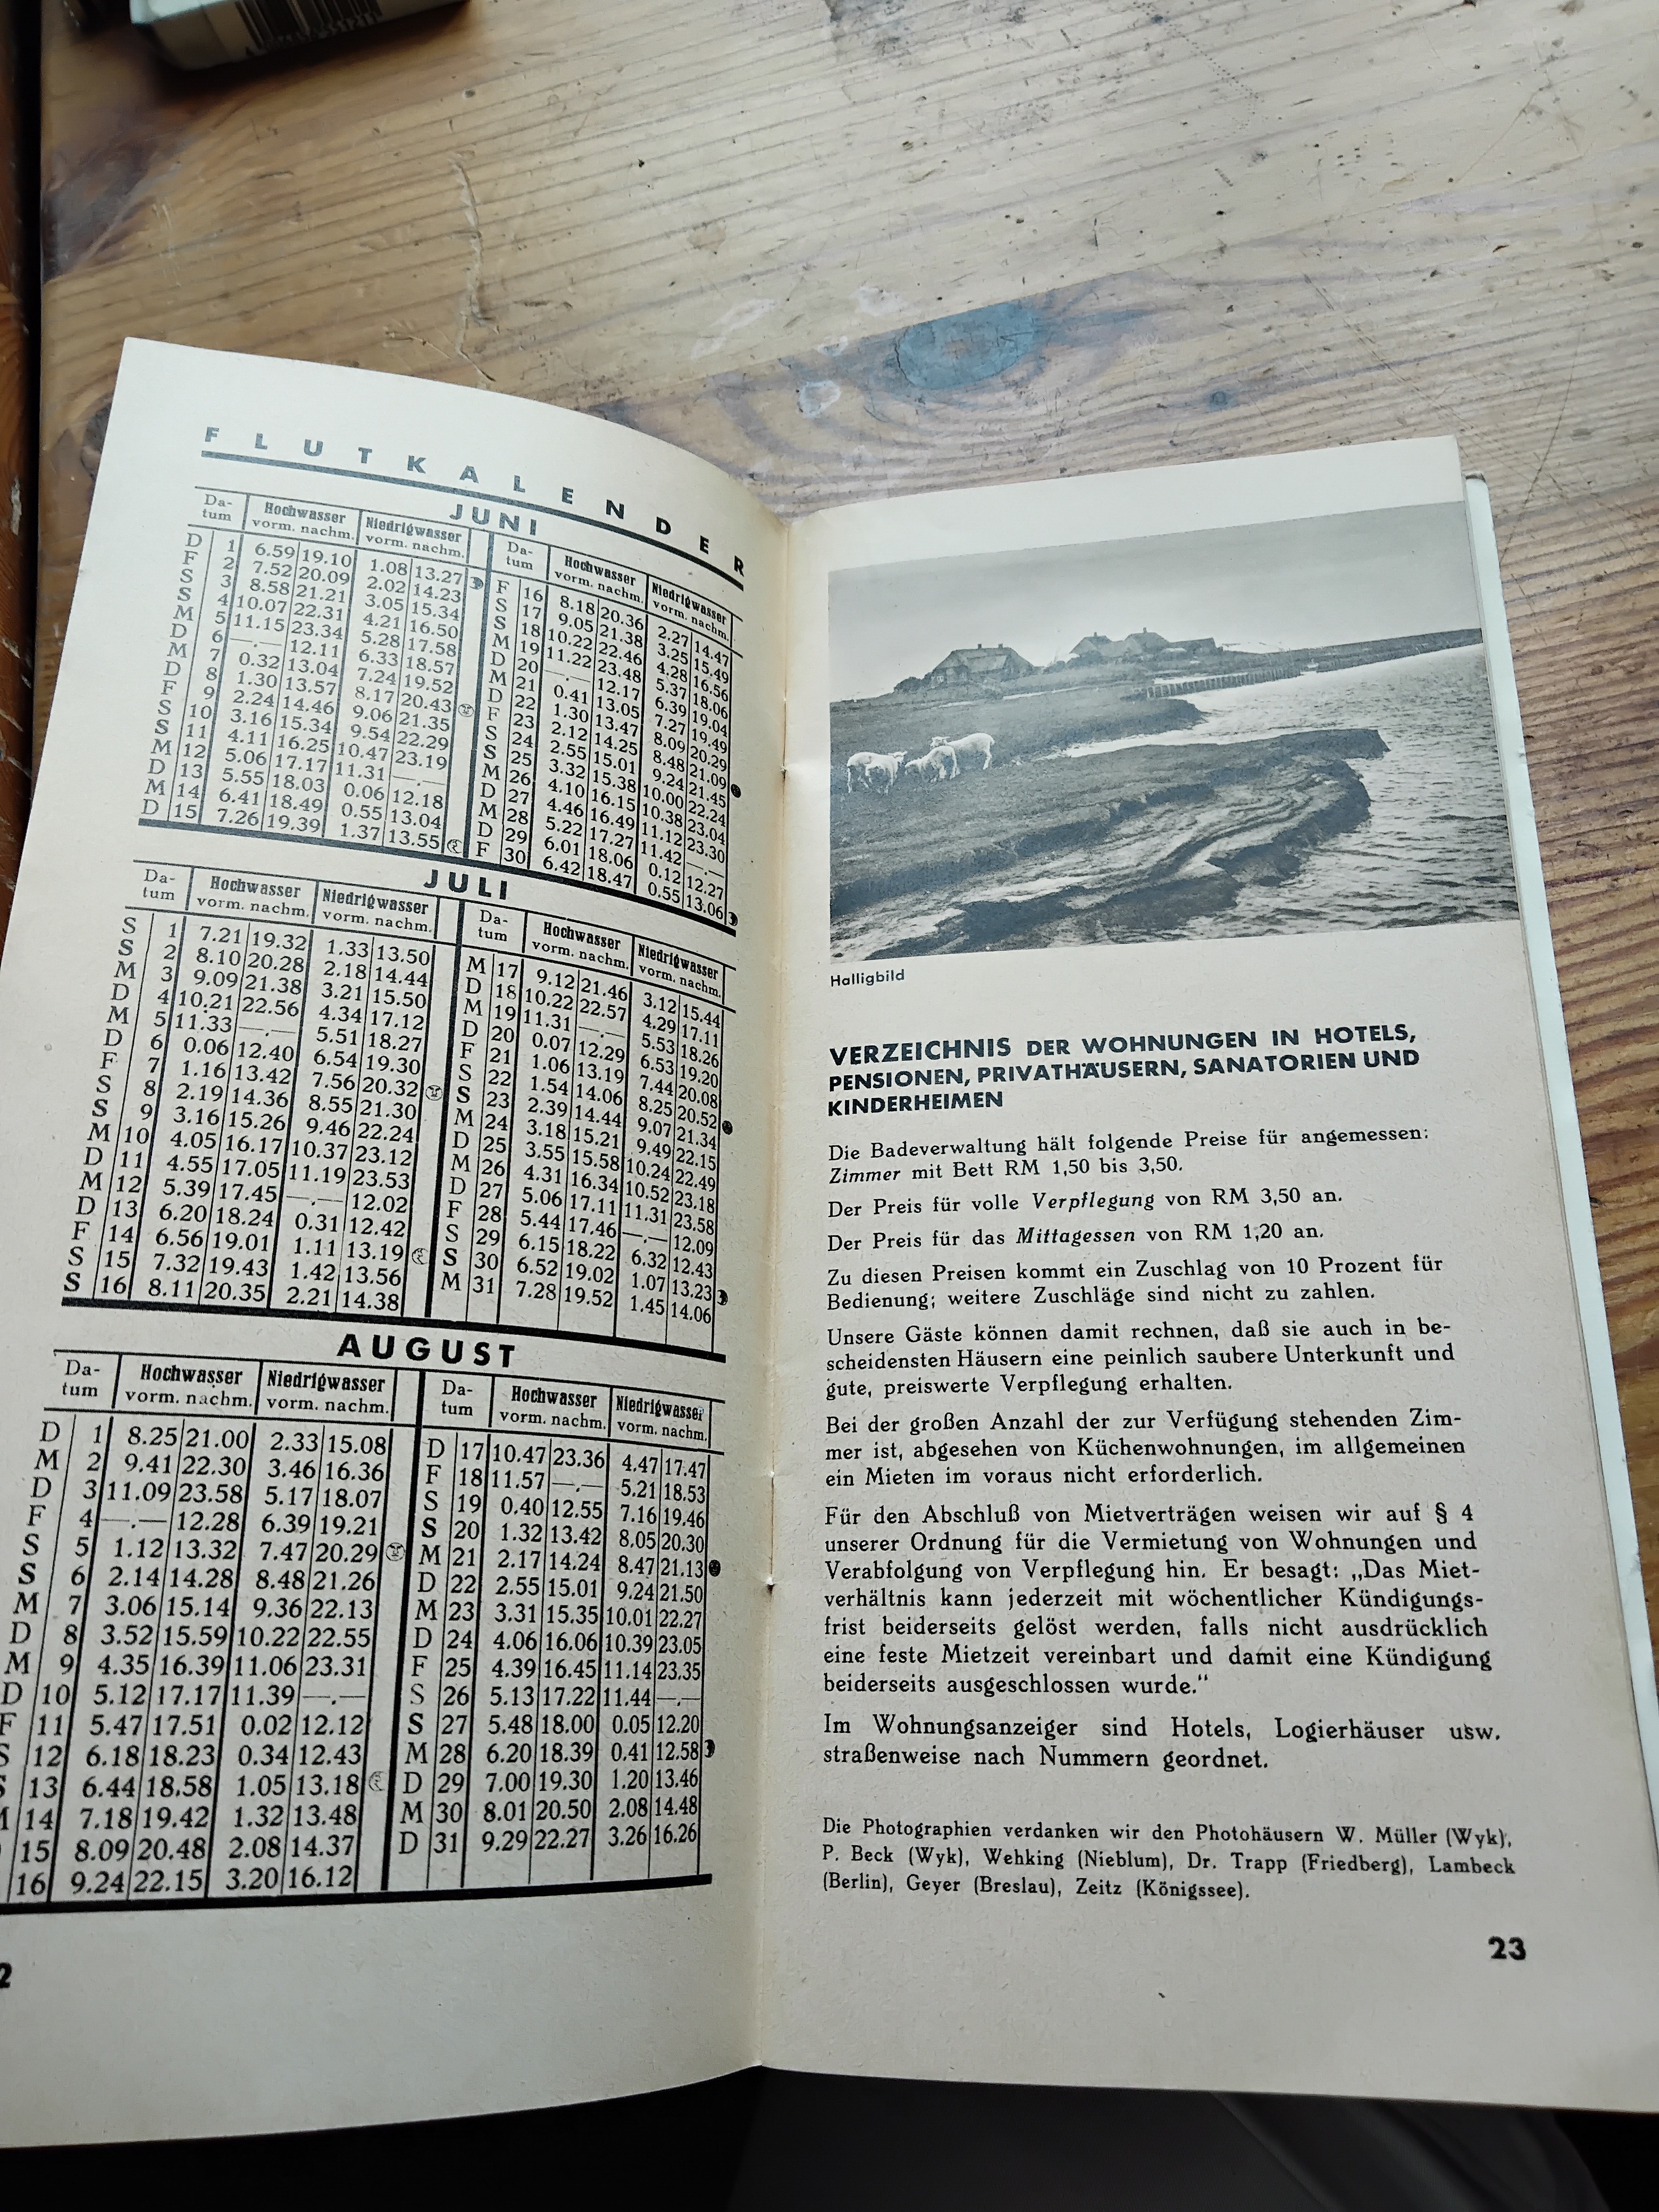 FLUTKALENDER
JUNI
Da-
tum
Hochwasser Niedrigwasser
vorm. nachm. vorm. nachm.
D 1 6.59 19.10 1.08 13.27
F 2 7.52 20.09 2.02 14.23
S 3 8.58 21.21 3.05 15.34
S 4 10.07 22.31 4.21 16.50
M 5 11.15 23.34 5.28 17.58
D 6 —.— 12.11 6.33 18.57
M 7 0.32 13.04 7.24 19.52
D 8 1.30 13.57 8.17 20.43
F 9 2.24 14.46 9.06 21.35
S 10 3.16 15.34 9.54 22.29
S 11 4.11 16.25 10.47 23.19
M 12 5.06 17.17 11.31 —.—
D 13 5.55 18.03 0.06 12.18
M 14 6.41 18.49 0.55 13.04
D 15 7.26 19.39 1.37 13.55
Da-
tum
Hochwasser Niedrigwasser
vorm. nachm. vorm. nachm.
F 16 8.18 20.36 2.27 14.47
S 17 9.05 21.38 3.25 15.49
S 18 10.22 22.46 4.28 16.56
M 19 11.22 23.48 5.37 18.06
D 20 —.— 12.17 6.39 19.04
M 21 0.41 13.05 7.27 19.49
D 22 1.30 13.47 8.09 20.29
F 23 2.12 14.25 8.48 21.09
S 24 2.55 15.01 9.24 21.45
S 25 3.32 15.38 10.00 22.24
M 26 4.10 16.15 10.38 23.04
D 27 4.46 16.49 11.12 23.30
M 28 5.22 17.27 11.42 —.—
D 29 6.01 18.06 0.12 12.27
F 30 6.42 18.47 0.55 13.06
JULI
Da-
tum
Hochwasser Niedrigwasser
vorm. nachm. vorm. nachm.
S 1 7.21 19.32 1.33 13.50
S 2 8.10 20.28 2.18 14.44
M 3 9.09 21.38 3.21 15.50
D 4 10.21 22.56 4.34 17.12
M 5 11.33 —.— 5.51 18.27
D 6 0.06 12.40 6.54 19.30
F 7 1.16 13.42 7.56 20.32
S 8 2.19 14.36 8.55 21.30
S 9 3.16 15.26 9.46 22.24
M 10 4.05 16.17 10.37 23.12
D 11 4.55 17.05 11.19 23.53
M 12 5.39 17.45 —.— 12.02
D 13 6.20 18.24 0.31 12.42
F 14 6.56 19.01 1.11 13.19
S 15 7.32 19.43 1.42 13.56
S 16 8.11 20.35 2.21 14.38
Da-
tum
Hochwasser Niedrigwasser
vorm. nachm. vorm. nachm.
M 17 9.12 21.46 3.12 15.44
D 18 10.22 22.57 4.29 17.11
M 19 11.31 —.— 5.53 18.26
D 20 0.07 12.29 6.53 19.20
F 21 1.06 13.19 7.44 20.08
S 22 1.54 14.06 8.25 20.52
S 23 2.39 14.44 9.07 21.34
M 24 3.18 15.21 9.49 22.15
D 25 3.55 15.58 10.24 22.49
M 26 4.31 16.34 10.52 23.18
D 27 5.06 17.11 11.31 23.58
F 28 5.44 17.46 —.— 12.09
S 29 6.15 18.22 6.32 12.43
S 30 6.52 19.02 1.07 13.23
M 31 7.28 19.52 1.45 14.06
AUGUST
Da-
tum
Hochwasser Niedrigwasser
vorm. nachm. vorm. nachm.
D 1 8.25 21.00 2.33 15.08
M 2 9.41 22.30 3.46 16.36
D 3 11.09 23.58 5.17 18.07
F 4 —.— 12.28 6.39 19.21
S 5 1.12 13.32 7.47 20.29
S 6 2.14 14.28 8.48 21.26
M 7 3.06 15.14 9.36 22.13
D 8 3.52 15.59 10.22 22.55
M 9 4.35 16.39 11.06 23.31
D 10 5.12 17.17 11.39 —.—
F 11 5.47 17.51 0.02 12.12
S 12 6.18 18.23 0.34 12.43
S 13 6.44 18.58 1.05 13.18
M 14 7.18 19.42 1.32 13.48
15 8.09 20.48 2.08 14.37
16 9.24 22.15 3.20 16.12
Da-
tum
Hochwasser Niedrigwasser
vorm. nachm. vorm. nachm.
D 17 10.47 23.36 4.47 17.47
F 18 11.57 —.— 5.21 18.53
S 19 0.40 12.55 7.16 19.46
S 20 1.32 13.42 8.05 20.30
M 21 2.17 14.24 8.47 21.13
D 22 2.55 15.01 9.24 21.50
M 23 3.31 15.35 10.01 22.27
D 24 4.06 16.06 10.39 23.05
F 25 4.39 16.45 11.14 23.35
S 26 5.13 17.22 11.44 —.—
S 27 5.48 18.00 0.05 12.20
M 28 6.20 18.39 0.41 12.58
D 29 7.00 19.30 1.20 13.46
M 30 8.01 20.50 2.08 14.48
D 31 9.29 22.27 3.26 16.26
2
Halligbild
VERZEICHNIS DER WOHNUNGEN IN HOTELS,
PENSIONEN, PRIVATHÄUSERN, SANATORIEN UND
KINDERHEIMEN
Die Badeverwaltung hält folgende Preise für angemessen:
Zimmer mit Bett RM 1,50 bis 3,50.
Der Preis für volle Verpflegung von RM 3,50 an.
Der Preis für das Mittagessen von RM 1,20 an.
Zu diesen Preisen kommt ein Zuschlag von 10 Prozent für
Bedienung; weitere Zuschläge sind nicht zu zahlen.
Unsere Gäste können damit rechnen, daß sie auch in be-
scheidensten Häusern eine peinlich saubere Unterkunft und
gute, preiswerte Verpflegung erhalten.
Bei der großen Anzahl der zur Verfügung stehenden Zim-
mer ist, abgesehen von Küchenwohnungen, im allgemeinen
ein Mieten im voraus nicht erforderlich.
Für den Abschluß von Mietverträgen weisen wir auf § 4
unserer Ordnung für die Vermietung von Wohnungen und
Verabfolgung von Verpflegung hin. Er besagt: „Das Miet-
verhältnis kann jederzeit mit wöchentlicher Kündigungs-
frist beiderseits gelöst werden, falls nicht ausdrücklich
eine feste Mietzeit vereinbart und damit eine Kündigung
beiderseits ausgeschlossen wurde."
Im Wohnungsanzeiger sind Hotels, Logierhäuser usw.
straßenweise nach Nummern geordnet.
Die Photographien verdanken wir den Photohäusern W. Müller (Wyk),
P. Beck (Wyk), Wehking (Nieblum), Dr. Trapp (Friedberg), Lambeck
(Berlin), Geyer (Breslau), Zeitz (Königssee).
23